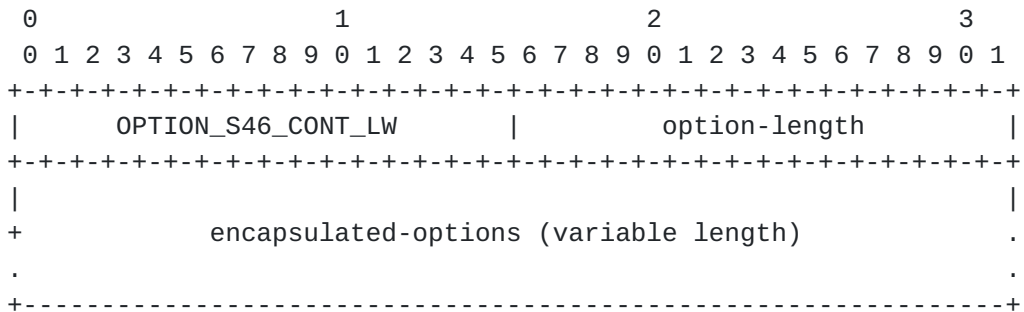 0                   1                   2                   3
 0 1 2 3 4 5 6 7 8 9 0 1 2 3 4 5 6 7 8 9 0 1 2 3 4 5 6 7 8 9 0 1
+-+-+-+-+-+-+-+-+-+-+-+-+-+-+-+-+-+-+-+-+-+-+-+-+-+-+-+-+-+-+-+-+
|      OPTION_S46_CONT_LW       |         option-length         |
+-+-+-+-+-+-+-+-+-+-+-+-+-+-+-+-+-+-+-+-+-+-+-+-+-+-+-+-+-+-+-+-+
|                                                               |
+            encapsulated-options (variable length)             .
.                                                               .
+---------------------------------------------------------------+